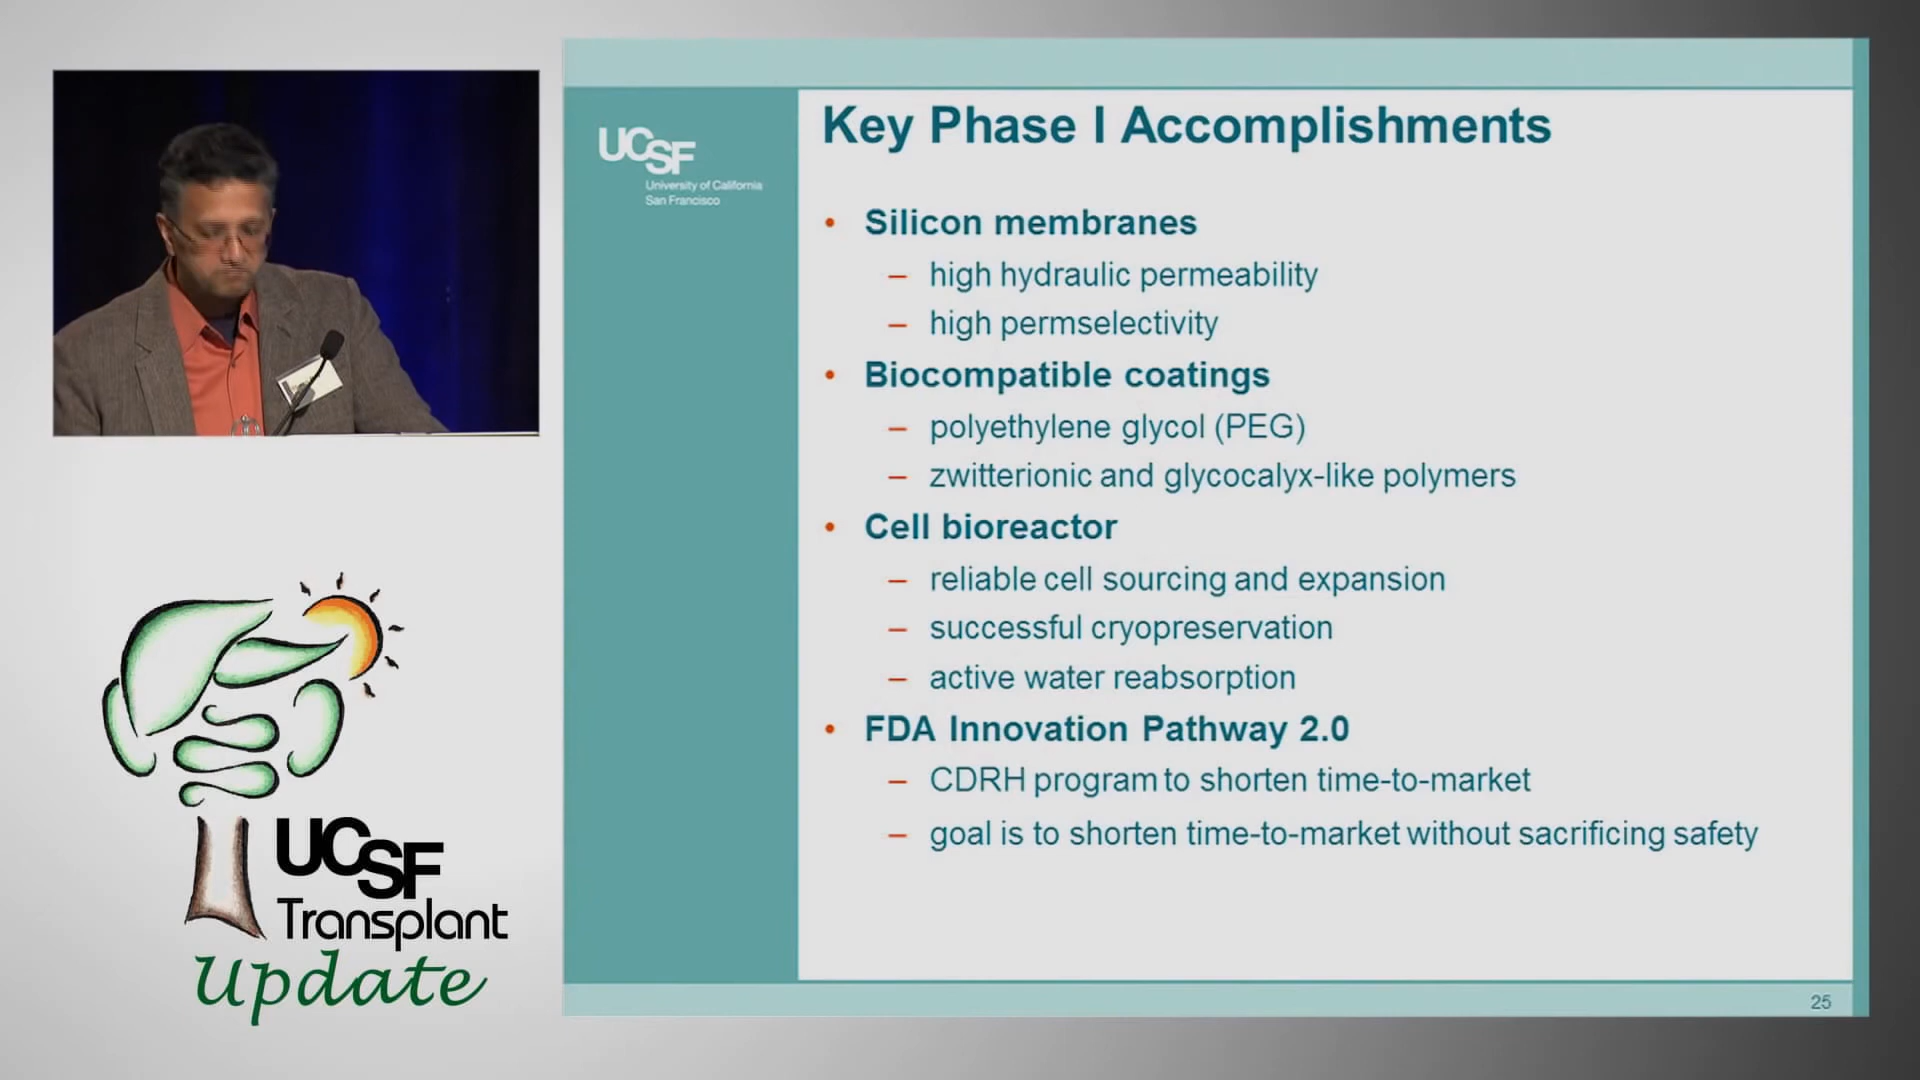 Key Phase I Accomplishments
UCSF
University of California
San Francisco
• Silicon membranes
– high hydraulic permeability
– high permselectivity
• Biocompatible coatings
– polyethylene glycol (PEG)
– zwitterionic and glycocalyx-like polymers
• Cell bioreactor
– reliable cell sourcing and expansion
– successful cryopreservation
– active water reabsorption
• FDA Innovation Pathway 2.0
– CDRH program to shorten time-to-market
– goal is to shorten time-to-market without sacrificing safety
25
UCSF
Transplant
Update